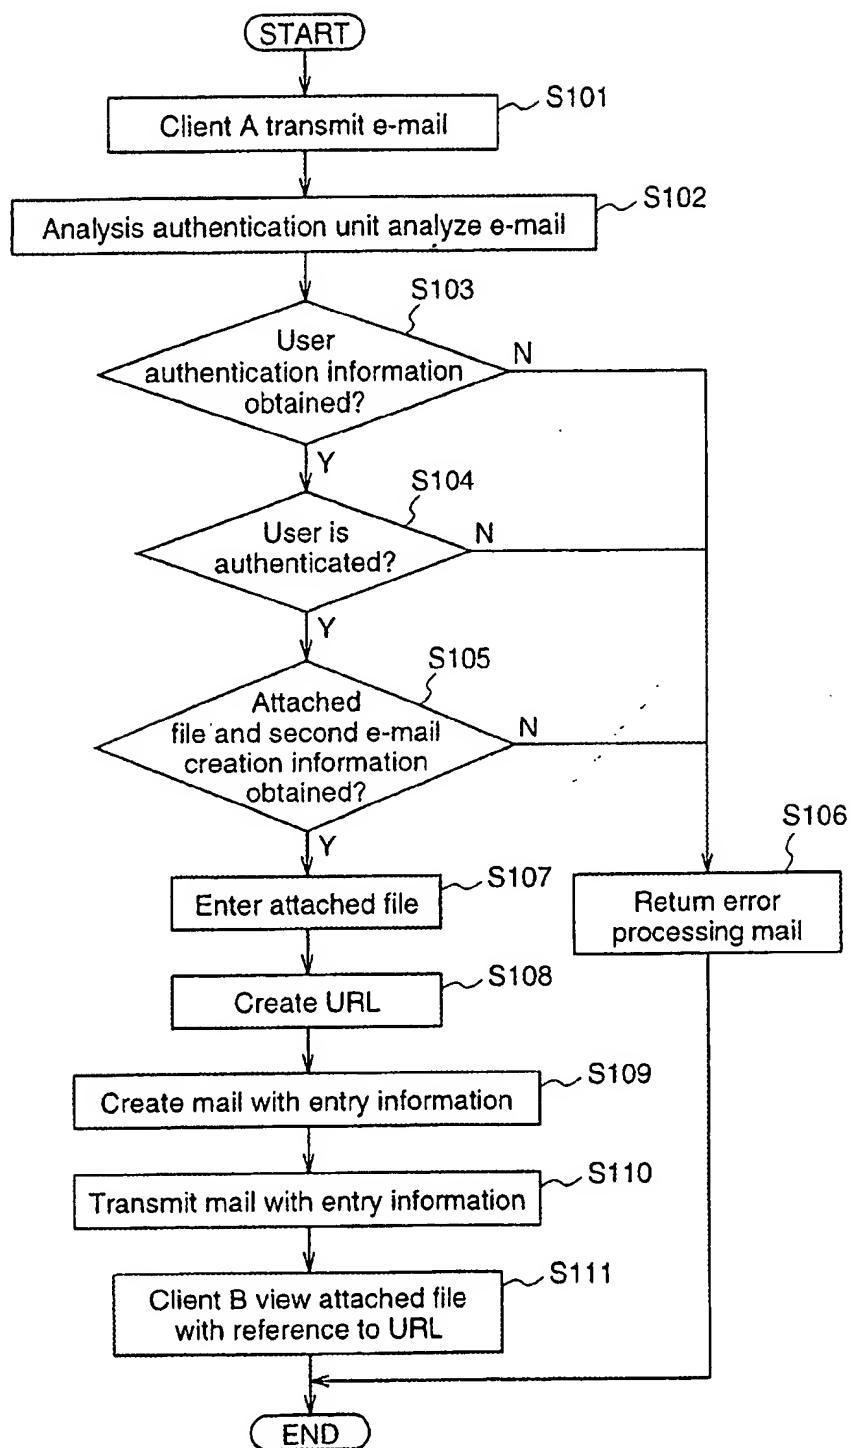 START
S101
Client A transmit e-mail
S102
Analysis authentication unit analyze e-mail
S103
User
authentication information
obtained?
N
Y
S104
User is
authenticated?
N
Y
S105
Attached
file and second e-mail
creation information
obtained?
N
Y
S106
Return error
processing mail
S107
Enter attached file
S108
Create URL
S109
Create mail with entry information
S110
Transmit mail with entry information
S111
Client B view attached file
with reference to URL
END